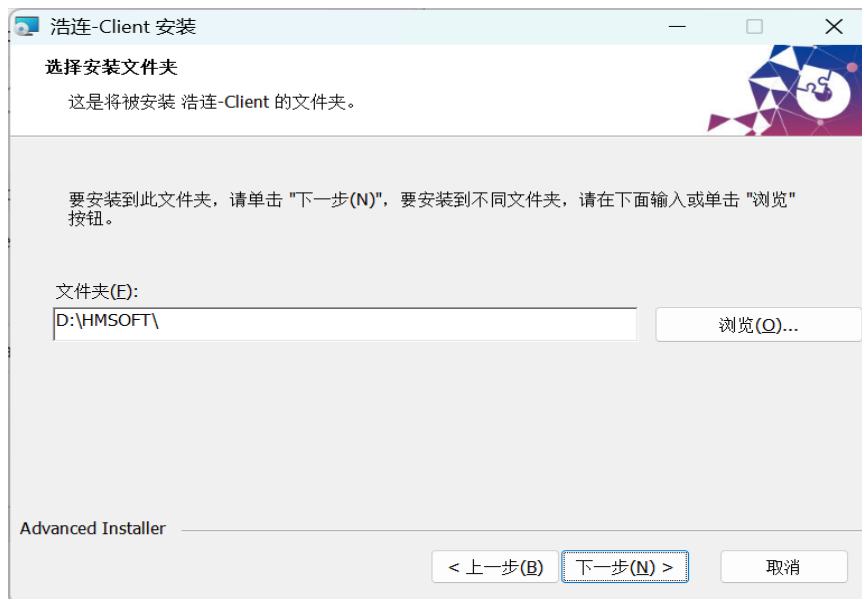 浩连-Client 安装
选择安装文件夹
这是将被安装 浩连-Client 的文件夹。
要安装到此文件夹，请单击 "下一步(N)"，要安装到不同文件夹，请在下面输入或单击 "浏览"
按钮。
文件夹(F):
D:\HMSOFT\
浏览(O)...
Advanced Installer
< 上一步(B)
下一步(N) >
取消